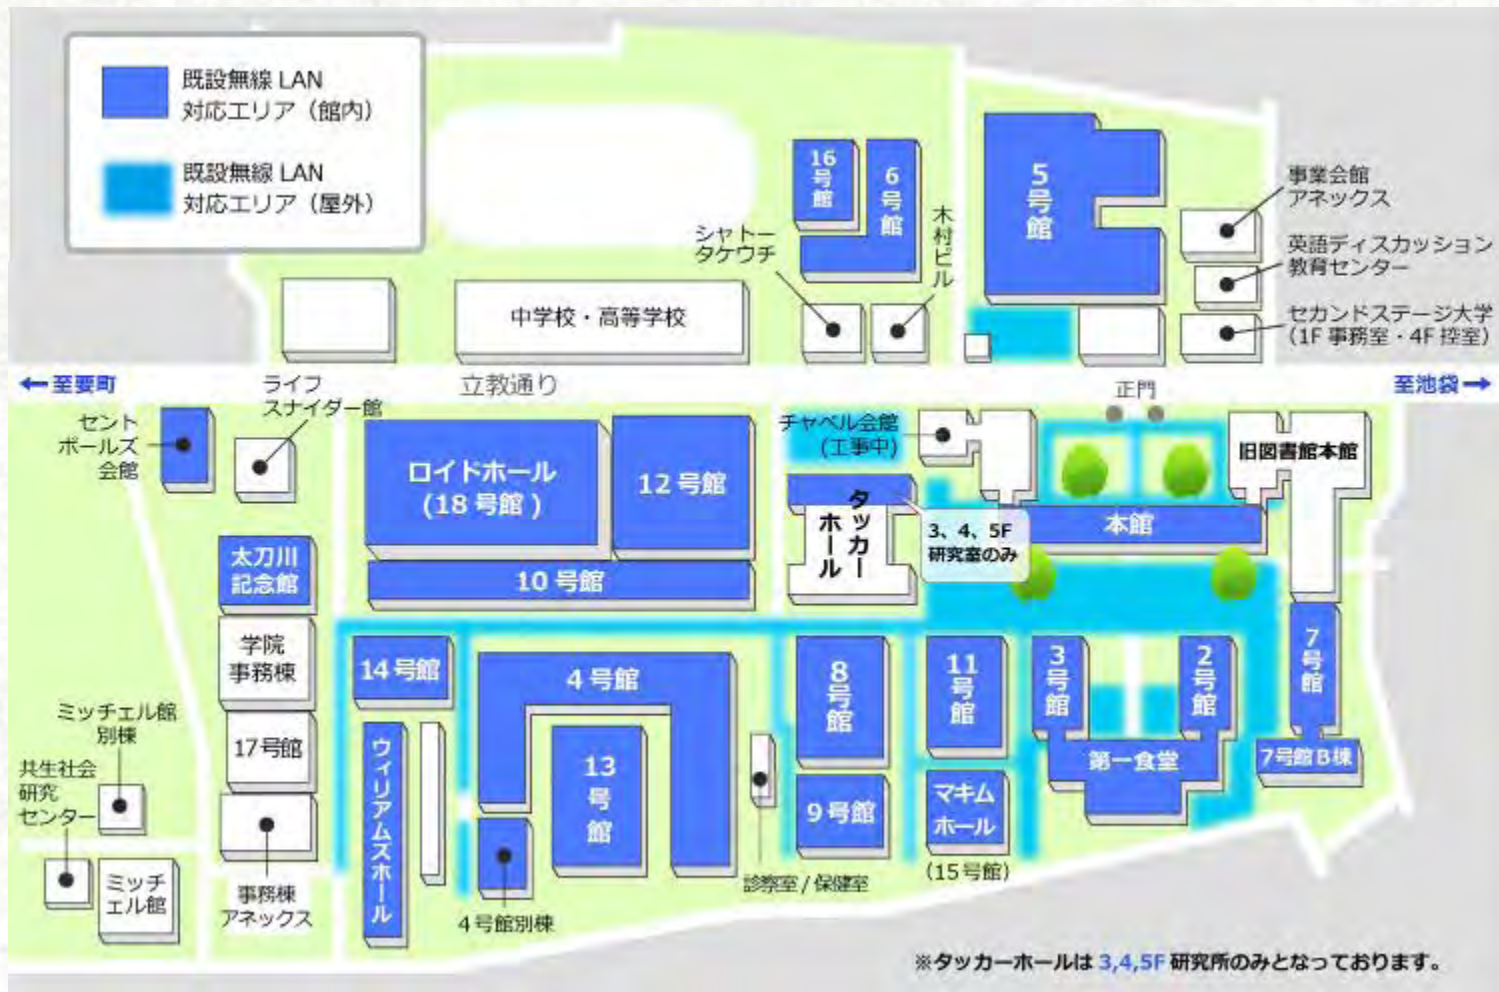 既設無線 LAN
対応エリア（館内）
既設無線 LAN
対応エリア（屋外）
16号館
6号館
5号館
木村ビル
シャトー
タケウチ
事業会館
アネックス
英語ディスカッション
教育センター
セカンドステージ大学
（1F 事務室・4F 控室）
中学校・高等学校
←至要町
立教通り
正門
至池袋→
ライフ
スナイダー館
セント
ポールズ
会館
ロイドホール
(18 号館 )
12 号館
10 号館
チャペル会館
(工事中)
タッカー
ホール
3、4、5F
研究室のみ
本館
旧図書館本館
太刀川
記念館
学院
事務棟
17号館
14 号館
4 号館
13号館
8号館
11号館
3号館
2号館
7号館
ミッチェル館
別棟
共生社会
研究
センター
ミッチ
ェル館
事務棟
アネックス
ウィリアムズホール
4 号館別棟
診察室 / 保健室
9 号館
マキム
ホール
(15 号館)
第一食堂
7号館 B 棟
※タッカーホールは 3,4,5F 研究所のみとなっております。